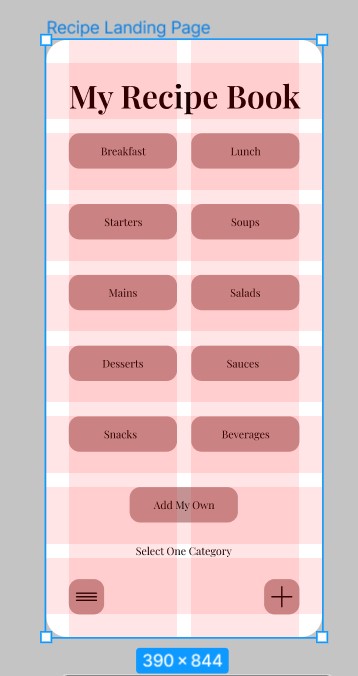 Recipe Landing Page
My Recipe Book
Breakfast
Lunch
Starters
Soups
Mains
Salads
Desserts
Sauces
Snacks
Beverages
Add My Own
Select One Category
390 × 844